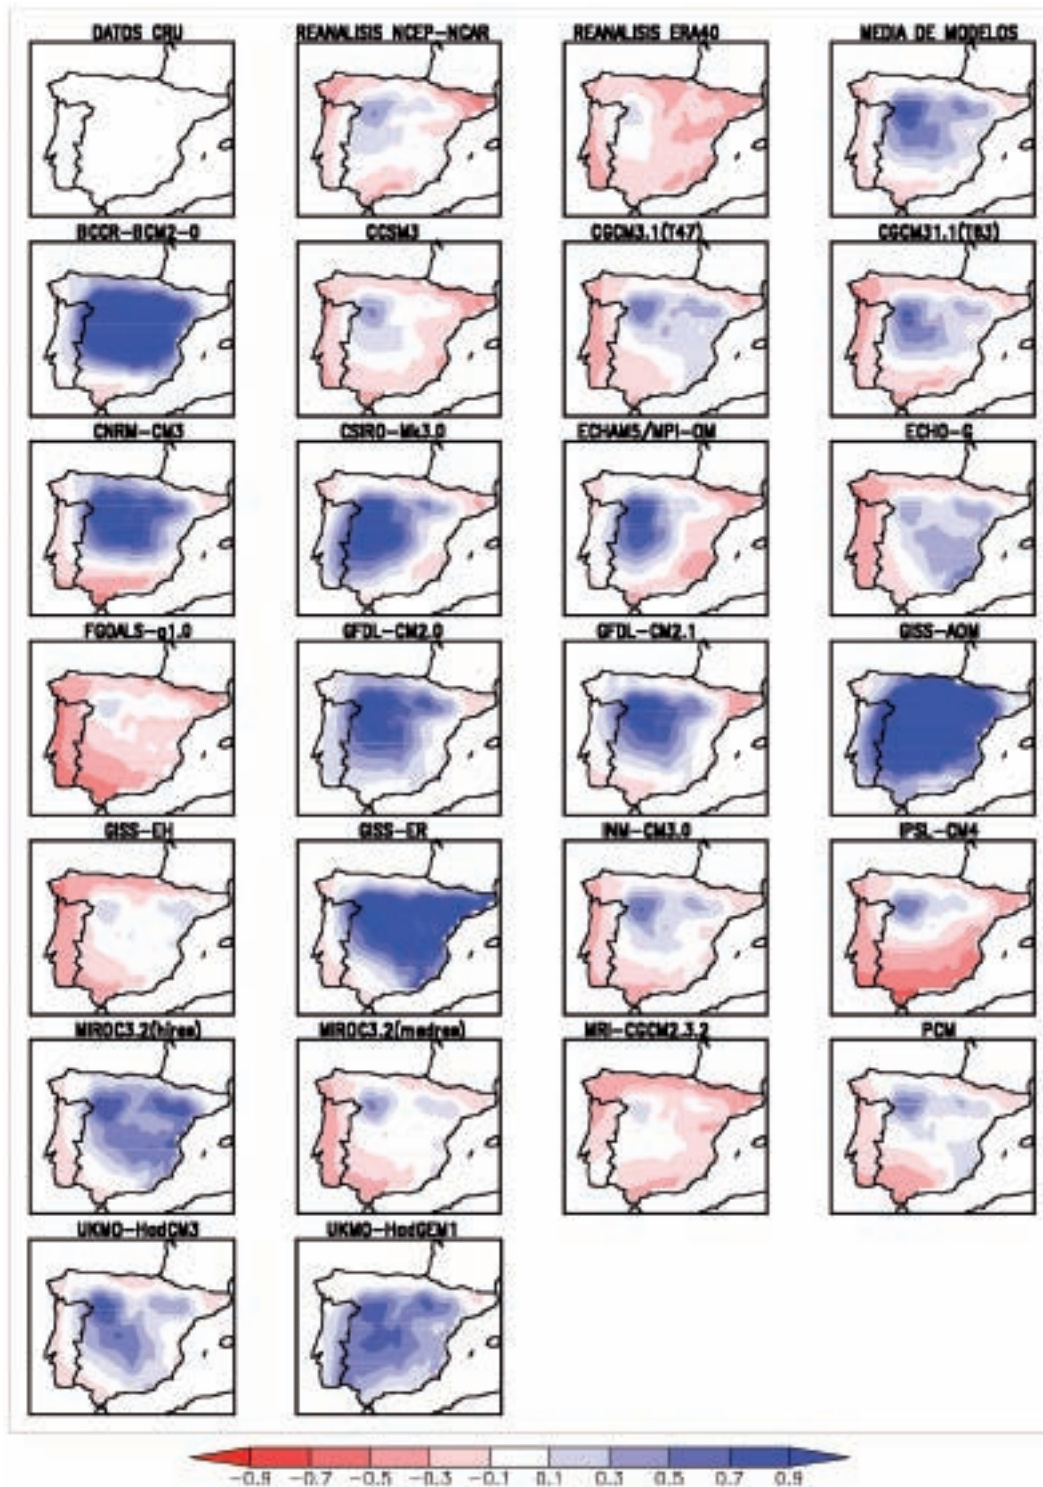 DATOS CRU REANALISIS NCEP-NCAR REANALISIS ERA40 MEDIA DE MODELOS
BCCR-BCM2-0 CCSM3 CGCM3.1(T47) CGCM31.1(T63)
CNRM-CM3 CSIRO-Mk3.0 ECHAM5/MPI-OM ECHO-G
FGOALS-g1.0 GFDL-CM2.0 GFDL-CM2.1 GISS-AOM
GISS-EH GISS-ER INM-CM3.0 IPSL-CM4
MIROC3.2(hires) MIROC3.2(medres) MRI-CGCM2.3.2 PCM
UKMO-HadCM3 UKMO-HadGEM1
-0.9 -0.7 -0.5 -0.3 -0.1 0.1 0.3 0.5 0.7 0.9